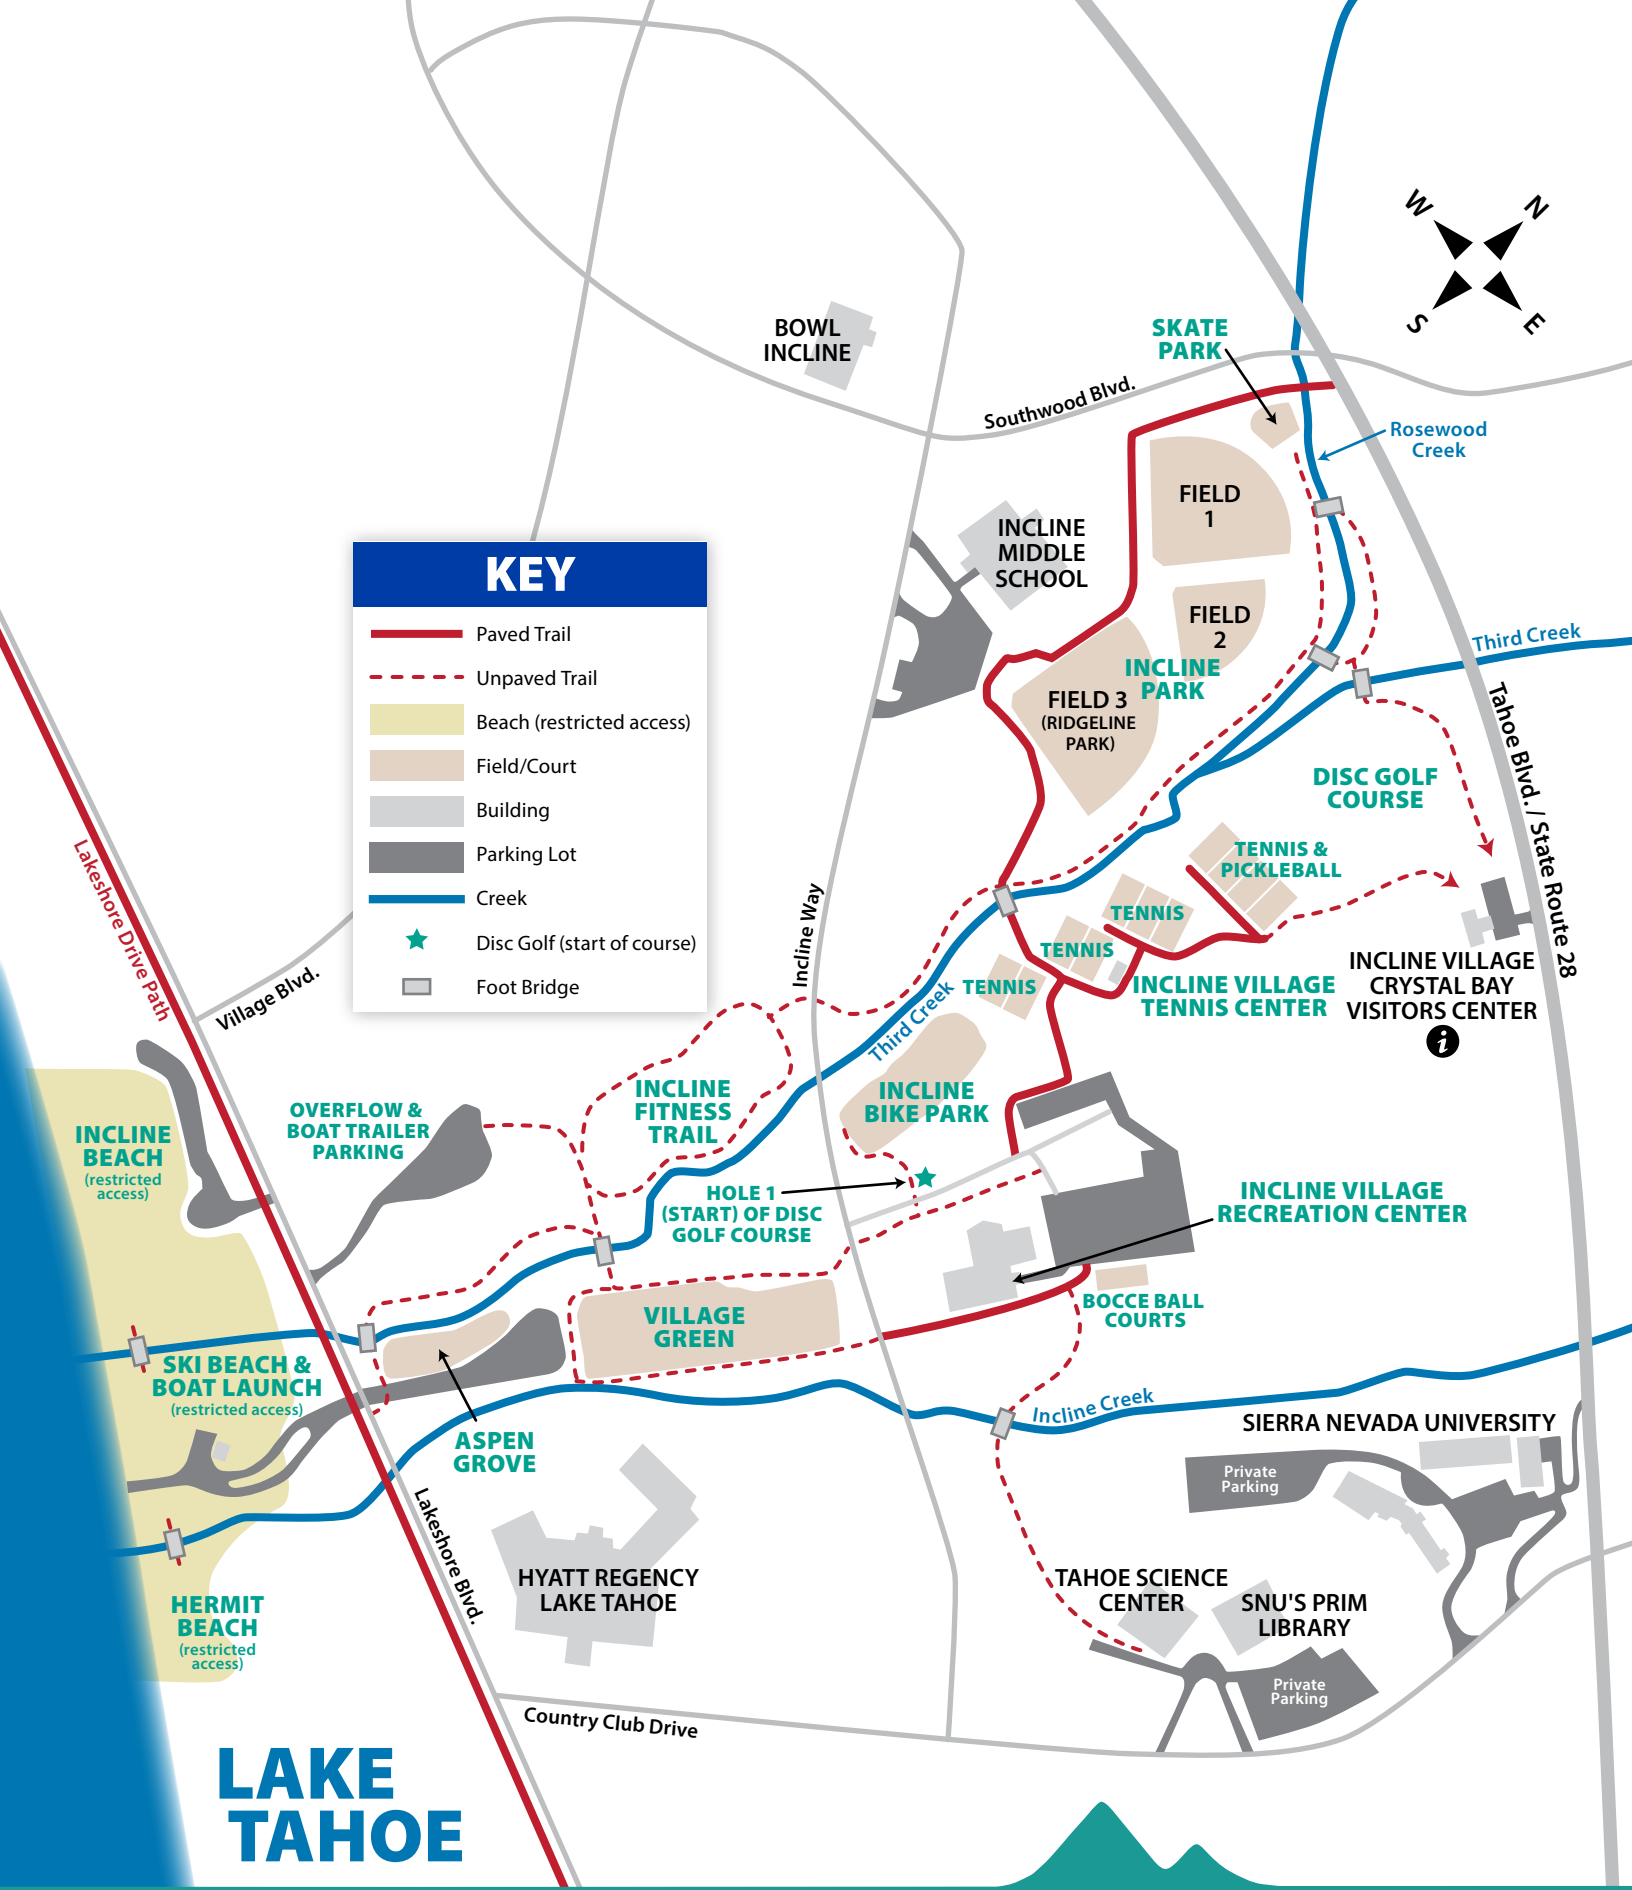 W
N
S
E
BOWL
INCLINE
SKATE
PARK
Southwood Blvd.
Rosewood
Creek
FIELD
1
INCLINE
MIDDLE
SCHOOL
FIELD
2
INCLINE
PARK
FIELD 3
(RIDGELINE
PARK)
Third Creek
Tahoe Blvd. / State Route 28
KEY
Paved Trail
Unpaved Trail
Beach (restricted access)
Field/Court
Building
Parking Lot
Creek
Disc Golf (start of course)
Foot Bridge
DISC GOLF
COURSE
TENNIS &
PICKLEBALL
TENNIS
TENNIS
TENNIS
INCLINE VILLAGE
TENNIS CENTER
INCLINE VILLAGE
CRYSTAL BAY
VISITORS CENTER
i
Lakeshore Drive Path
Village Blvd.
Incline Way
Third Creek
INCLINE
BIKE PARK
INCLINE
FITNESS
TRAIL
OVERFLOW &
BOAT TRAILER
PARKING
INCLINE
BEACH
(restricted
access)
HOLE 1
(START) OF DISC
GOLF COURSE
INCLINE VILLAGE
RECREATION CENTER
BOCCE BALL
COURTS
VILLAGE
GREEN
SKI BEACH &
BOAT LAUNCH
(restricted access)
ASPEN
GROVE
Incline Creek
SIERRA NEVADA UNIVERSITY
Private
Parking
Lakeshore Blvd.
HYATT REGENCY
LAKE TAHOE
TAHOE SCIENCE
CENTER
SNU'S PRIM
LIBRARY
Private
Parking
HERMIT
BEACH
(restricted
access)
Country Club Drive
LAKE
TAHOE